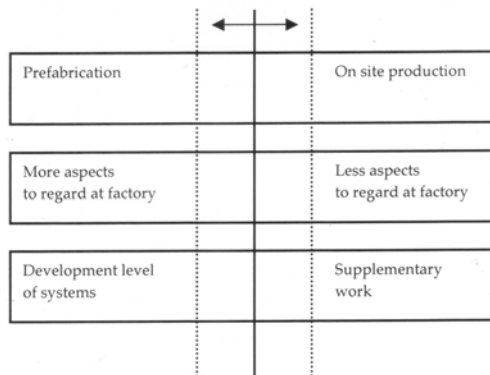 Prefabrication
On site production
More aspects
to regard at factory
Less aspects
to regard at factory
Development level
of systems
Supplementary
work